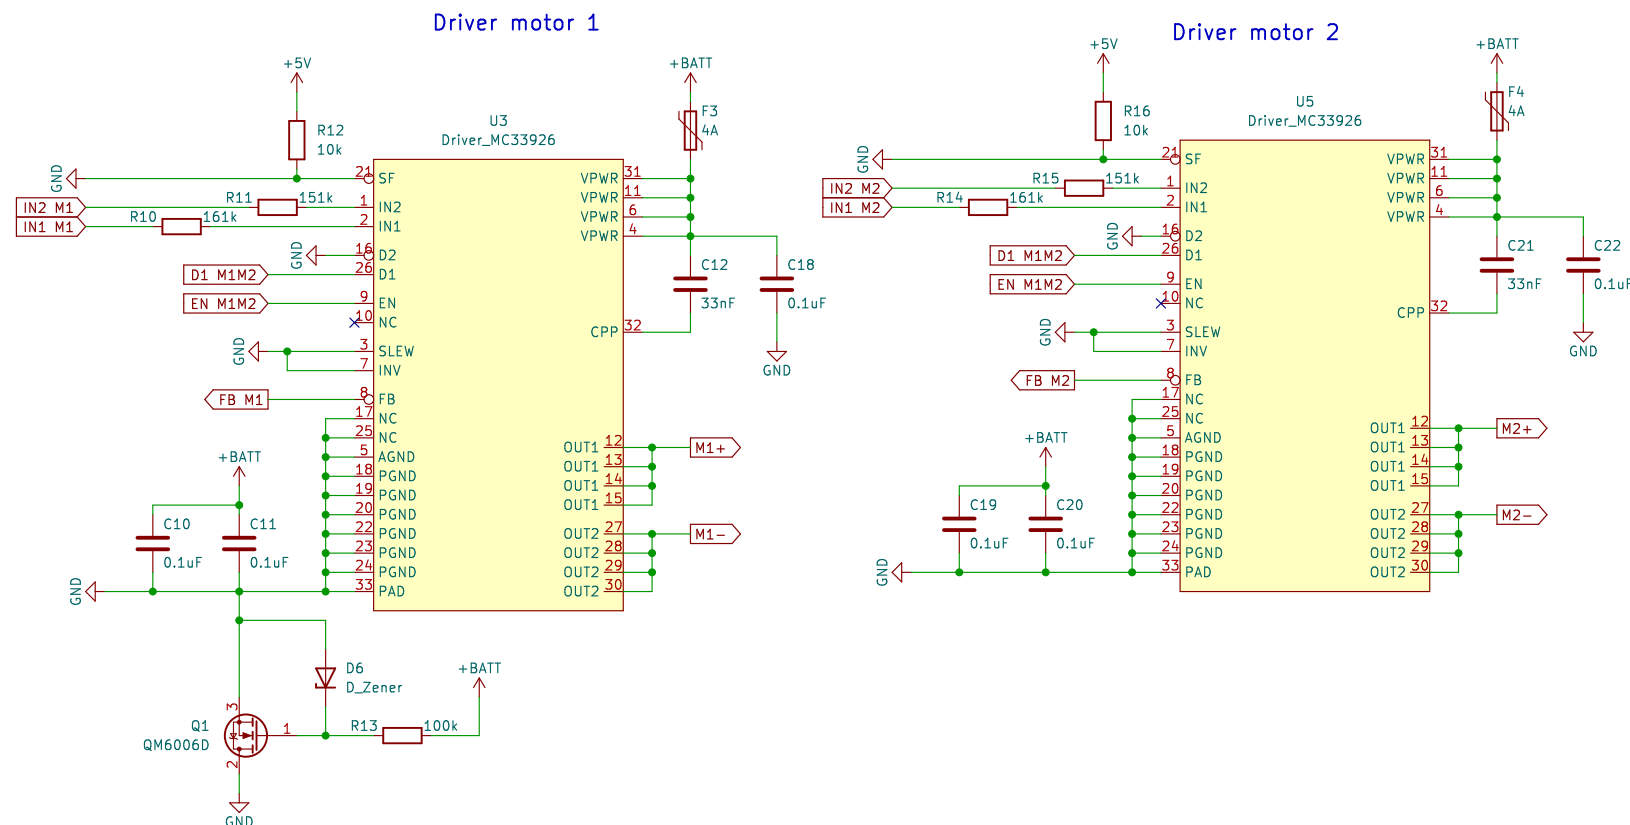 Driver motor 1
+5V
R12
10k
GND
IN2 M1
IN1 M1
R11
151k
R10
161k
GND
D1 M1M2
EN M1M2
GND
FB M1
U3
Driver_MC33926
21
SF
1
IN2
2
IN1
16
D2
26
D1
9
EN
10
NC
3
SLEW
7
INV
8
FB
17
NC
25
NC
5
AGND
18
PGND
19
PGND
20
PGND
22
PGND
23
PGND
24
PGND
33
PAD
VPWR
31
VPWR
11
VPWR
6
VPWR
4
CPP
32
OUT1
12
OUT1
13
OUT1
14
OUT1
15
OUT2
27
OUT2
28
OUT2
29
OUT2
30
+BATT
F3
4A
C12
33nF
C18
0.1uF
GND
M1+
M1-
+BATT
C10
0.1uF
C11
0.1uF
GND
D6
D_Zener
+BATT
R13
100k
Q1
QM6006D
3
1
2
GND
Driver motor 2
+5V
R16
10k
GND
IN2 M2
IN1 M2
R15
151k
R14
161k
GND
D1 M1M2
EN M1M2
GND
FB M2
U5
Driver_MC33926
21
SF
1
IN2
2
IN1
16
D2
26
D1
9
EN
10
NC
3
SLEW
7
INV
8
FB
17
NC
25
NC
5
AGND
18
PGND
19
PGND
20
PGND
22
PGND
23
PGND
24
PGND
33
PAD
VPWR
31
VPWR
11
VPWR
6
VPWR
4
CPP
32
OUT1
12
OUT1
13
OUT1
14
OUT1
15
OUT2
27
OUT2
28
OUT2
29
OUT2
30
+BATT
F4
4A
C21
33nF
C22
0.1uF
GND
M2+
M2-
+BATT
C19
0.1uF
C20
0.1uF
GND